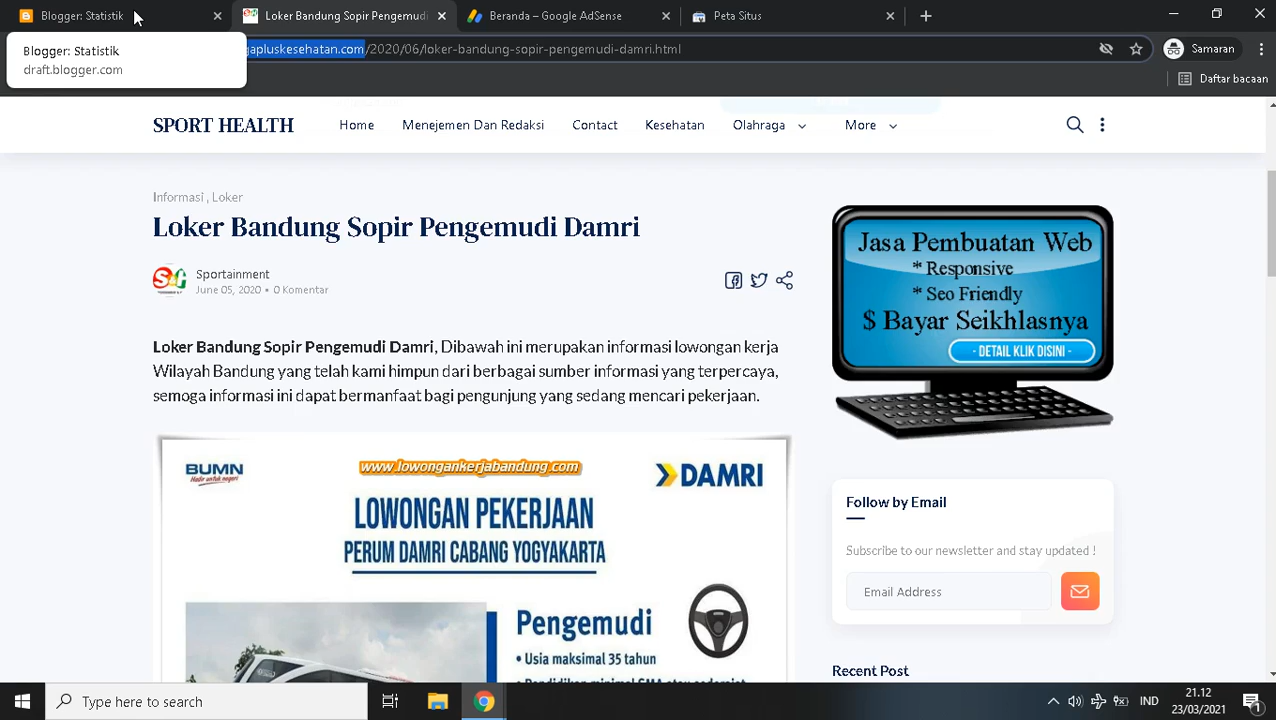 Blogger: Statistik
Loker Bandung Sopir Pengemudi
Beranda – Google AdSense
Peta Situs
Blogger: Statistik
draft.blogger.com
gapluskesehatan.com/2020/06/loker-bandung-sopir-pengemudi-damri.html
Samaran
Daftar bacaan
SPORT HEALTH
Home
Menejemen Dan Redaksi
Contact
Kesehatan
Olahraga
More
Informasi , Loker
Loker Bandung Sopir Pengemudi Damri
Sportainment
June 05, 2020 • 0 Komentar
Loker Bandung Sopir Pengemudi Damri, Dibawah ini merupakan informasi lowongan kerja
Wilayah Bandung yang telah kami himpun dari berbagai sumber informasi yang terpercaya,
semoga informasi ini dapat bermanfaat bagi pengunjung yang sedang mencari pekerjaan.
BUMN
Hadir untuk negeri
www.lowongankerjabandung.com
DAMRI
LOWONGAN PEKERJAAN
PERUM DAMRI CABANG YOGYAKARTA
Pengemudi
• Usia maksimal 35 tahun
Jasa Pembuatan Web
* Responsive
* Seo Friendly
$ Bayar Seikhlasnya
- DETAIL KLIK DISINI -
Follow by Email
Subscribe to our newsletter and stay updated !
Email Address
Recent Post
Type here to search
IND
21.12
23/03/2021
1